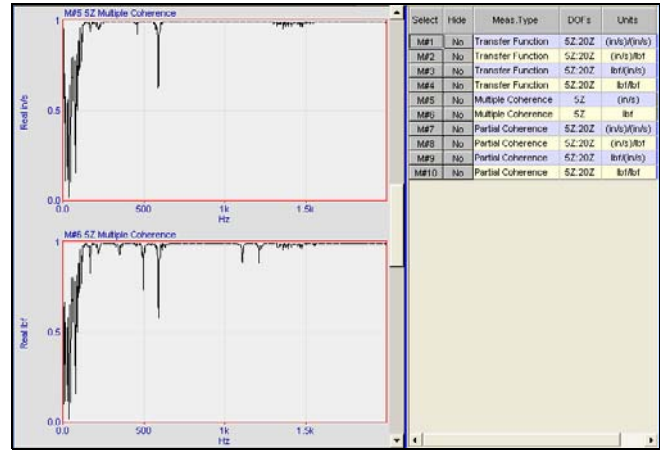 M#5 5Z Multiple Coherence
1
Real in/s
0.5
0.0
0.0 500 1k 1.5k
Hz
M#6 5Z Multiple Coherence
1
Real lbf
0.5
0.0
0.0 500 1k 1.5k
Hz
Select Hide Meas.Type DOFs Units
M#1 No Transfer Function 5Z:20Z (in/s)/(in/s)
M#2 No Transfer Function 5Z:20Z (in/s)/lbf
M#3 No Transfer Function 5Z:20Z lbf/(in/s)
M#4 No Transfer Function 5Z:20Z lbf/lbf
M#5 No Multiple Coherence 5Z (in/s)
M#6 No Multiple Coherence 5Z lbf
M#7 No Partial Coherence 5Z:20Z (in/s)/(in/s)
M#8 No Partial Coherence 5Z:20Z (in/s)/lbf
M#9 No Partial Coherence 5Z:20Z lbf/(in/s)
M#10 No Partial Coherence 5Z:20Z lbf/lbf